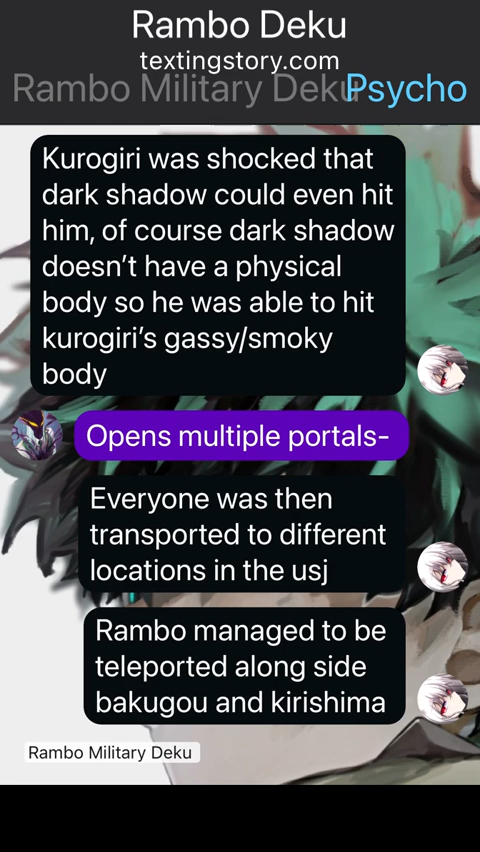 Rambo Deku
textingstory.com
Rambo Military Deku Psycho
Kurogiri was shocked that
dark shadow could even hit
him, of course dark shadow
doesn’t have a physical
body so he was able to hit
kurogiri’s gassy/smoky
body
Opens multiple portals-
Everyone was then
transported to different
locations in the usj
Rambo managed to be
teleported along side
bakugou and kirishima
Rambo Military Deku